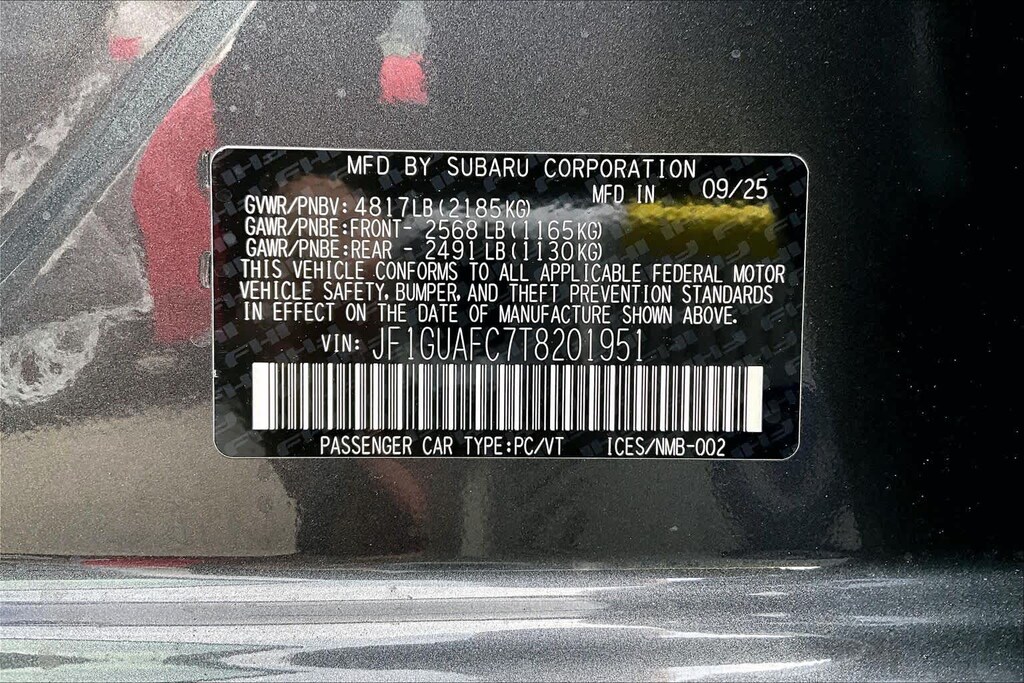 MFD BY SUBARU CORPORATION
MFD IN 09/25
GVWR/PNBV: 4817LB(2185KG)
GAWR/PNBE:FRONT- 2568 LB(1165KG)
GAWR/PNBE:REAR - 2491 LB(1130KG)
THIS VEHICLE CONFORMS TO ALL APPLICABLE FEDERAL MOTOR
VEHICLE SAFETY, BUMPER, AND THEFT PREVENTION STANDARDS
IN EFFECT ON THE DATE OF MANUFACTURE SHOWN ABOVE.
VIN: JF1GUAFC7T8201951
PASSENGER CAR TYPE:PC/VT ICES/NMB-002